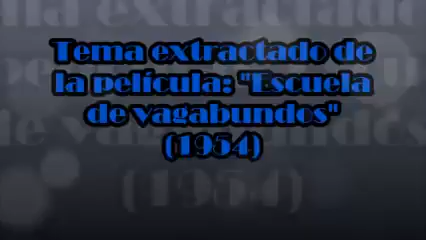 Tema extractado de
la película: "Escuela
de vagabundos"
(1954)